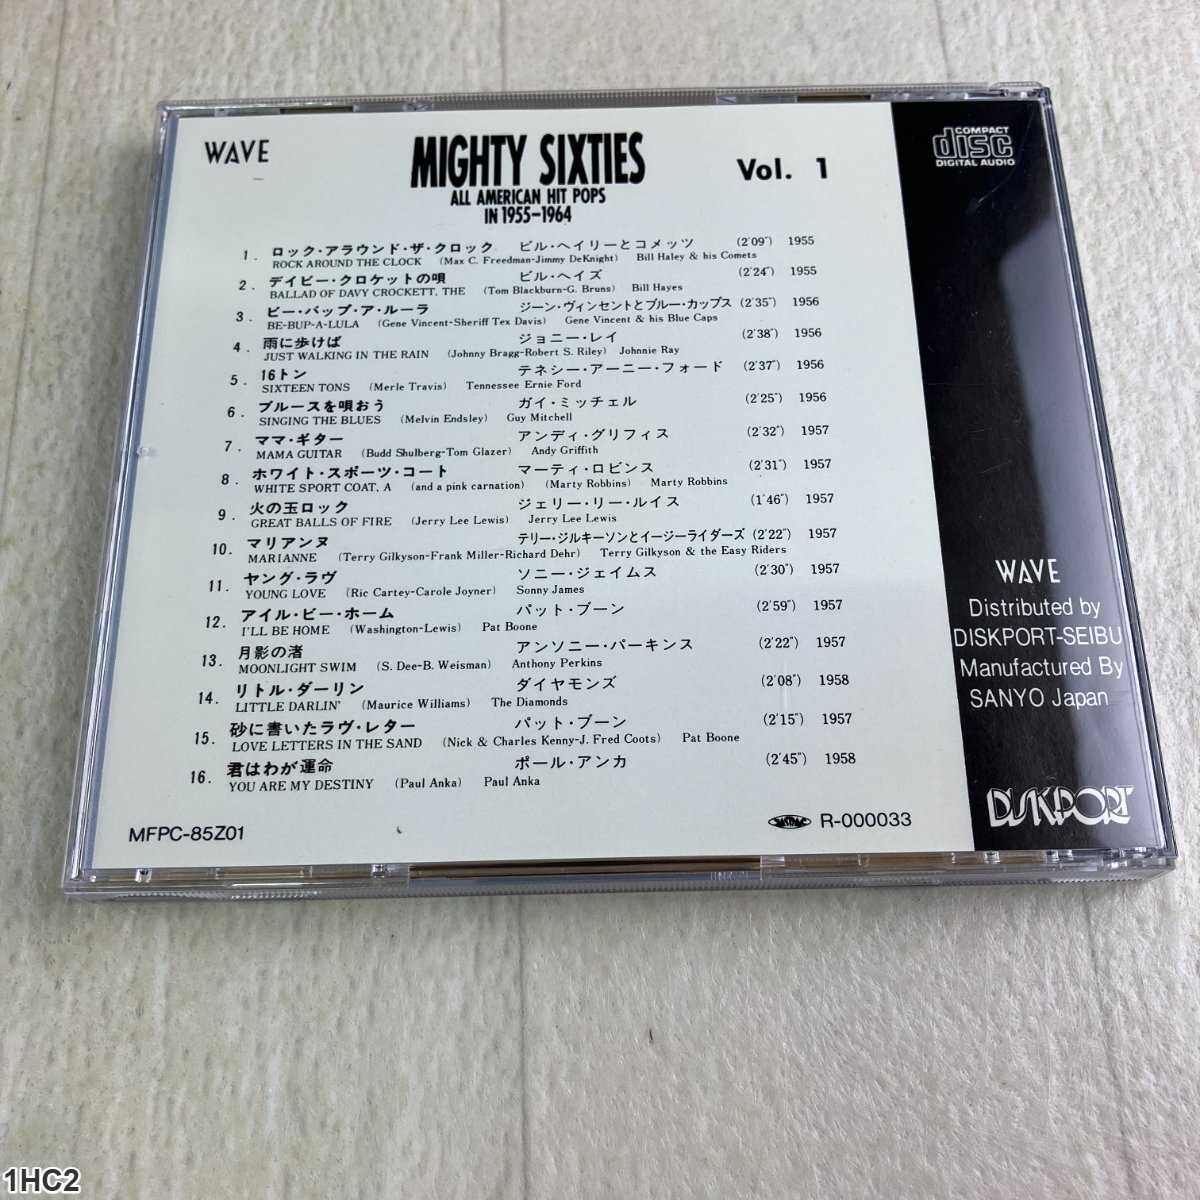 WAVE
MIGHTY SIXTIES
Vol. 1
ALL AMERICAN HIT POPS
IN 1955-1964
1. ロック・アラウンド・ザ・クロック ビル・ヘイリーとコメッツ (2'09") 1955
ROCK AROUND THE CLOCK (Max C. Freedman-Jimmy DeKnight) Bill Haley & his Comets
2. デイビー・クロケットの唄 ビル・ヘイズ (2'24") 1955
BALLAD OF DAVY CROCKETT, THE (Tom Blackburn-G. Bruns) Bill Hayes
3. ビー・バップ・ア・ルーラ ジーン・ヴィンセントとブルー・カップス (2'35") 1956
BE-BUP-A-LULA (Gene Vincent-Sheriff Tex Davis) Gene Vincent & his Blue Caps
4. 雨に歩けば ジョニー・レイ (2'38") 1956
JUST WALKING IN THE RAIN (Johnny Bragg-Robert S. Riley) Johnnie Ray
5. 16トン テネシー・アーニー・フォード (2'37") 1956
SIXTEEN TONS (Merle Travis) Tennessee Ernie Ford
6. ブルースを唄おう ガイ・ミッチェル (2'25") 1956
SINGING THE BLUES (Melvin Endsley) Guy Mitchell
7. ママ・ギター アンディ・グリフィス (2'32") 1957
MAMA GUITAR (Budd Shulberg-Tom Glazer) Andy Griffith
8. ホワイト・スポーツ・コート マーティ・ロビンス (2'31") 1957
WHITE SPORT COAT, A (and a pink carnation) (Marty Robbins) Marty Robbins
9. 火の玉ロック ジェリー・リー・ルイス (1'46") 1957
GREAT BALLS OF FIRE (Jerry Lee Lewis) Jerry Lee Lewis
10. マリアンヌ テリー・ジルキーソンとイージーライダーズ (2'22") 1957
MARIANNE (Terry Gilkyson-Frank Miller-Richard Dehr) Terry Gilkyson & the Easy Riders
11. ヤング・ラヴ ソニー・ジェイムス (2'30") 1957
YOUNG LOVE (Ric Cartey-Carole Joyner) Sonny James
12. アイル・ビー・ホーム パット・ブーン (2'59") 1957
I'LL BE HOME (Washington-Lewis) Pat Boone
13. 月影の渚 アンソニー・パーキンス (2'22") 1957
MOONLIGHT SWIM (S. Dee-B. Weisman) Anthony Perkins
14. リトル・ダーリン ダイヤモンズ (2'08") 1958
LITTLE DARLIN' (Maurice Williams) The Diamonds
15. 砂に書いたラヴ・レター パット・ブーン (2'15") 1957
LOVE LETTERS IN THE SAND (Nick & Charles Kenny-J. Fred Coots) Pat Boone
16. 君はわが運命 ポール・アンカ (2'45") 1958
YOU ARE MY DESTINY (Paul Anka) Paul Anka
MFPC-85Z01
JASRAC R-000033
COMPACT
disc
DIGITAL AUDIO
WAVE
Distributed by
DISKPORT-SEIBU
Manufactured By
SANYO Japan
DISKPORT
1HC2